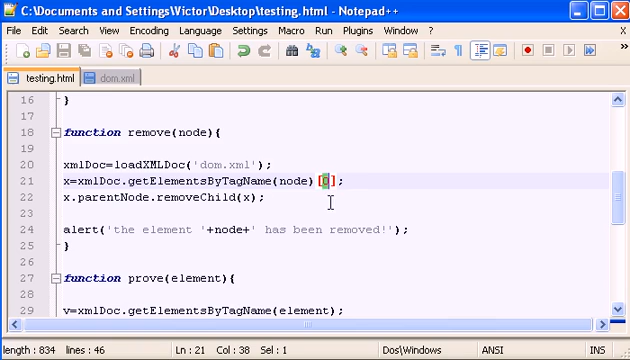 C:\Documents and Settings\Victor\Desktop\testing.html - Notepad++
File Edit Search View Encoding Language Settings Macro Run Plugins Window ? X
testing.html dom.xml
16 }
17
18 function remove(node){
19
20 xmlDoc=loadXMLDoc('dom.xml');
21 x=xmlDoc.getElementsByTagName(node)[0];
22 x.parentNode.removeChild(x);
23
24 alert('the element '+node+' has been removed!');
25 }
26
27 function prove(element){
28
29 v=xmlDoc.getElementsByTagName(element);
length : 834 lines : 46 Ln : 21 Col : 38 Sel : 1 Dos\Windows ANSI INS